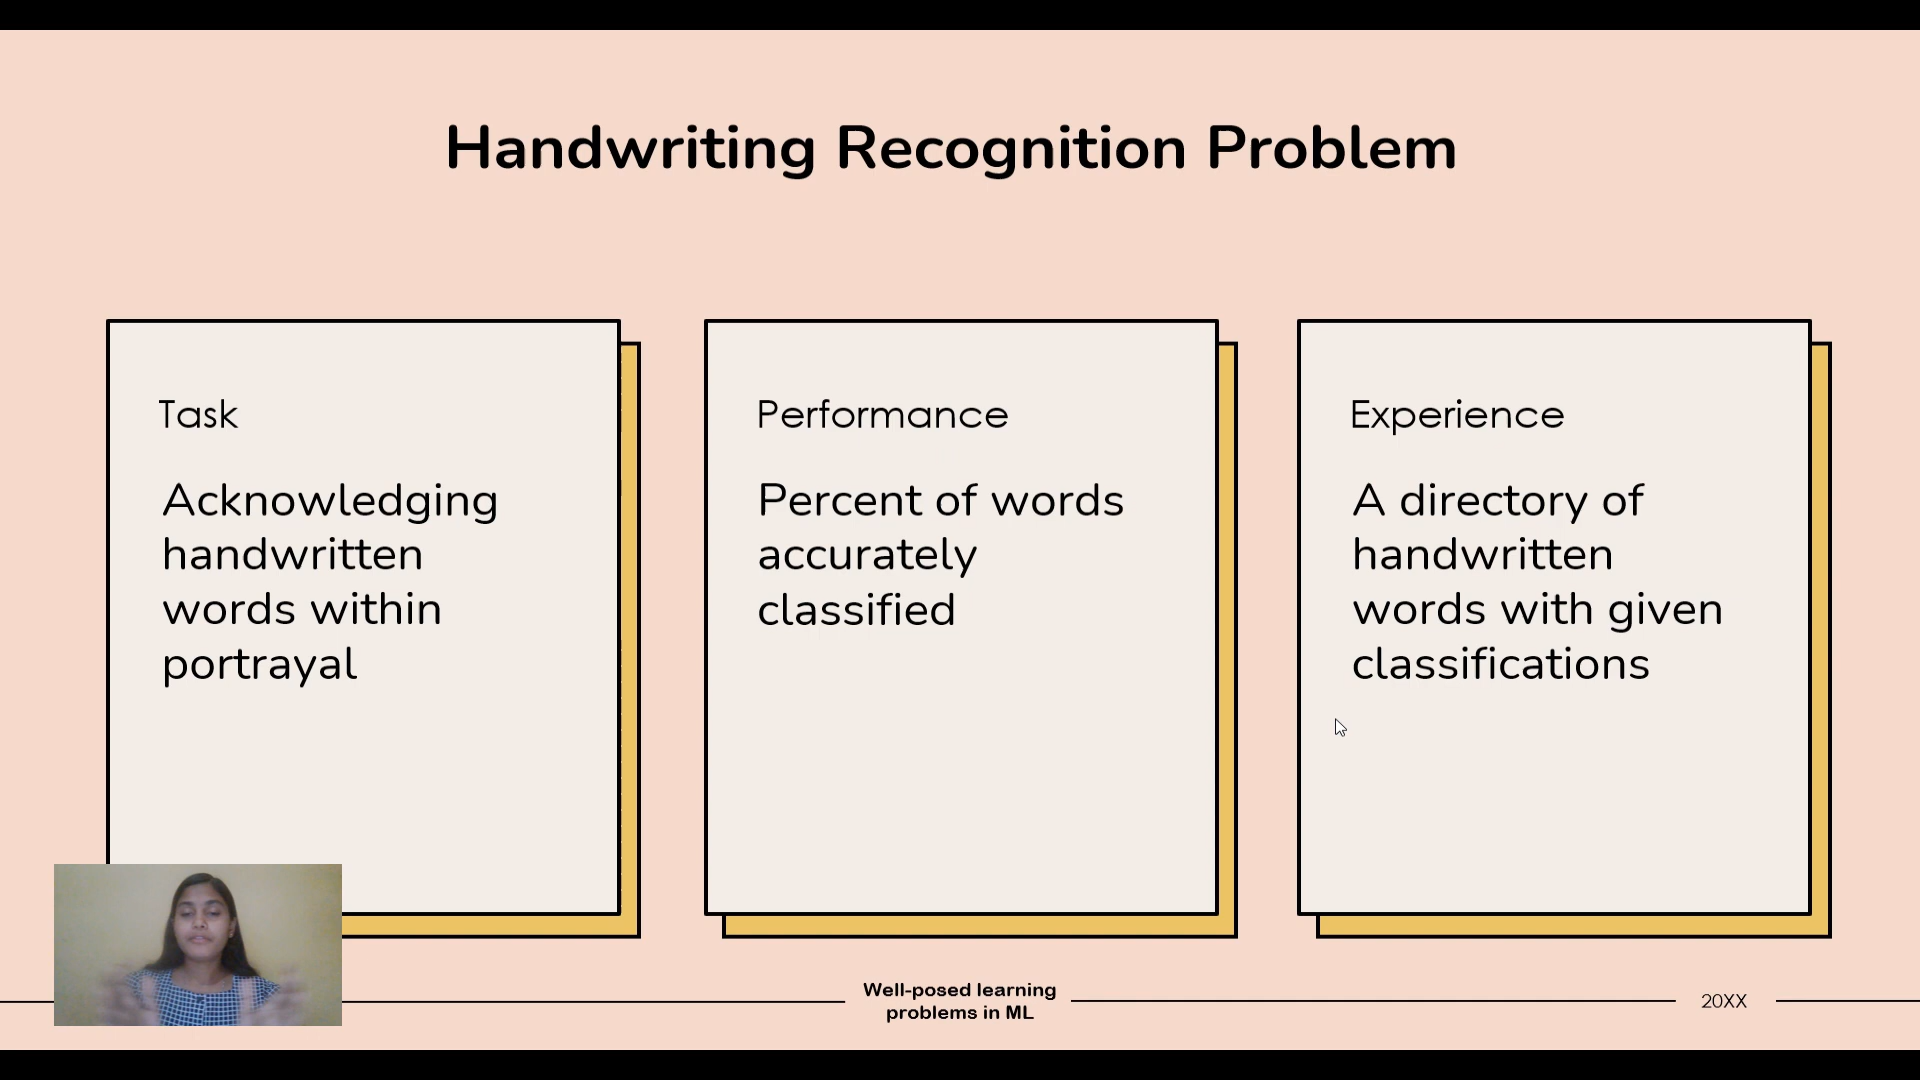 Handwriting Recognition Problem
Task
Acknowledging
handwritten
words within
portrayal
Performance
Percent of words
accurately
classified
Experience
A directory of
handwritten
words with given
classifications
Well-posed learning
problems in ML
20XX